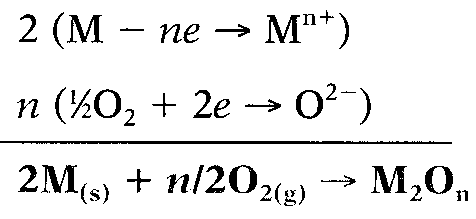 2 (M − ne → Mⁿ⁺)
n (½O₂ + 2e → O²⁻)
2M₍ₛ₎ + n/2O₂₍g₎ → M₂Oₙ